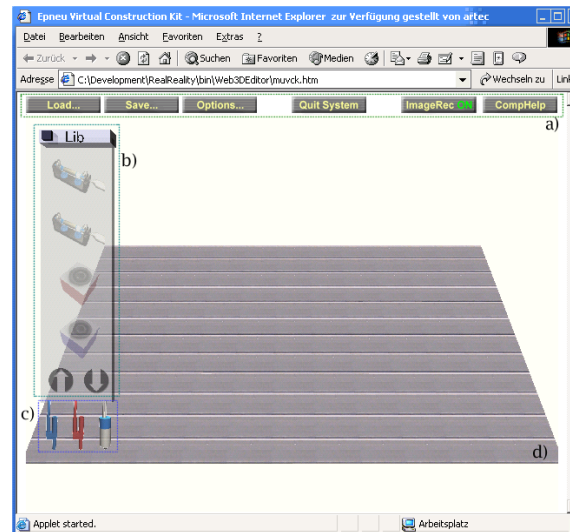 Epneu Virtual Construction Kit - Microsoft Internet Explorer zur Verfügung gestellt von artec
Datei Bearbeiten Ansicht Favoriten Extras ?
Zurück Suchen Favoriten Medien
Adresse C:\Development\RealReality\bin\Web3DEditor\muvck.htm Wechseln zu
Load... Save... Options... Quit System ImageRec ON CompHelp
a)
Lib
b)
c)
d)
Applet started. Arbeitsplatz